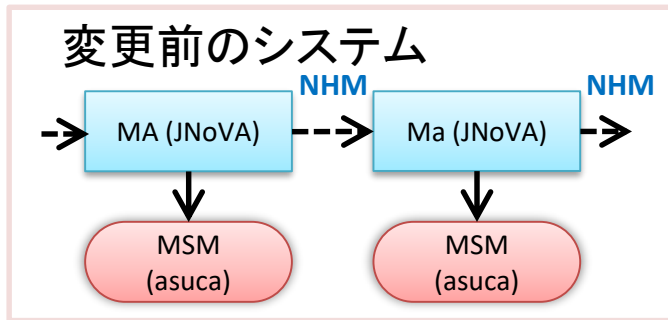 変更前のシステム
NHM
NHM
MA (JNoVA)
Ma (JNoVA)
MSM
(asuca)
MSM
(asuca)